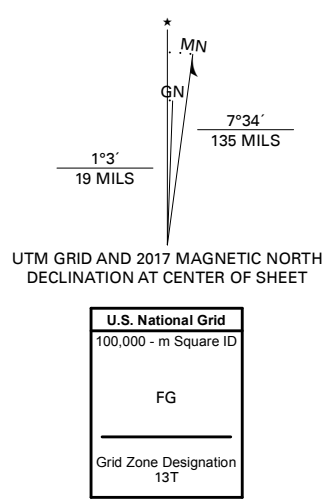 MN
GN
7°34´
135 MILS
1°3´
19 MILS
UTM GRID AND 2017 MAGNETIC NORTH
DECLINATION AT CENTER OF SHEET
U.S. National Grid
100,000 - m Square ID
FG
Grid Zone Designation
13T